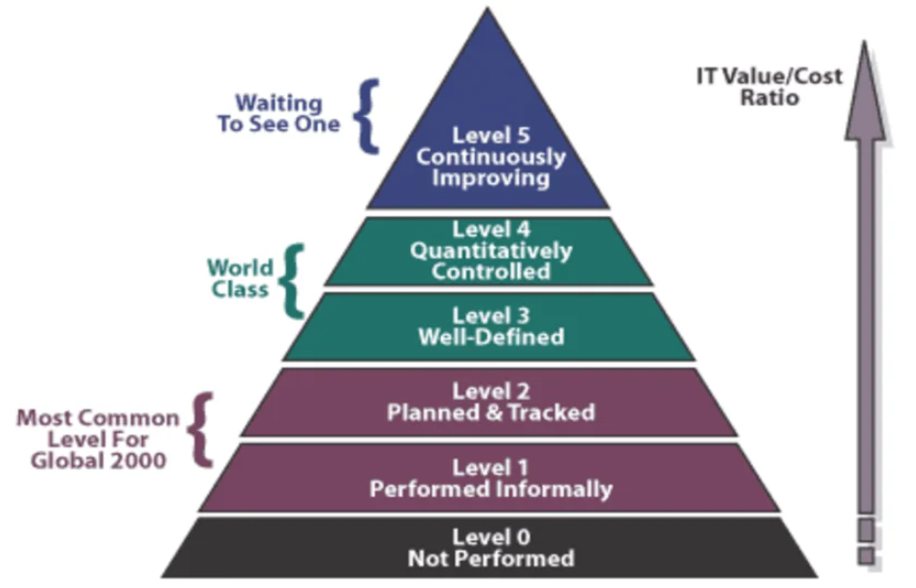 IT Value/Cost
Ratio
Waiting
To See One
Level 5
Continuously
Improving
Level 4
Quantitatively
Controlled
World
Class
Level 3
Well-Defined
Level 2
Planned & Tracked
Most Common
Level For
Global 2000
Level 1
Performed Informally
Level 0
Not Performed